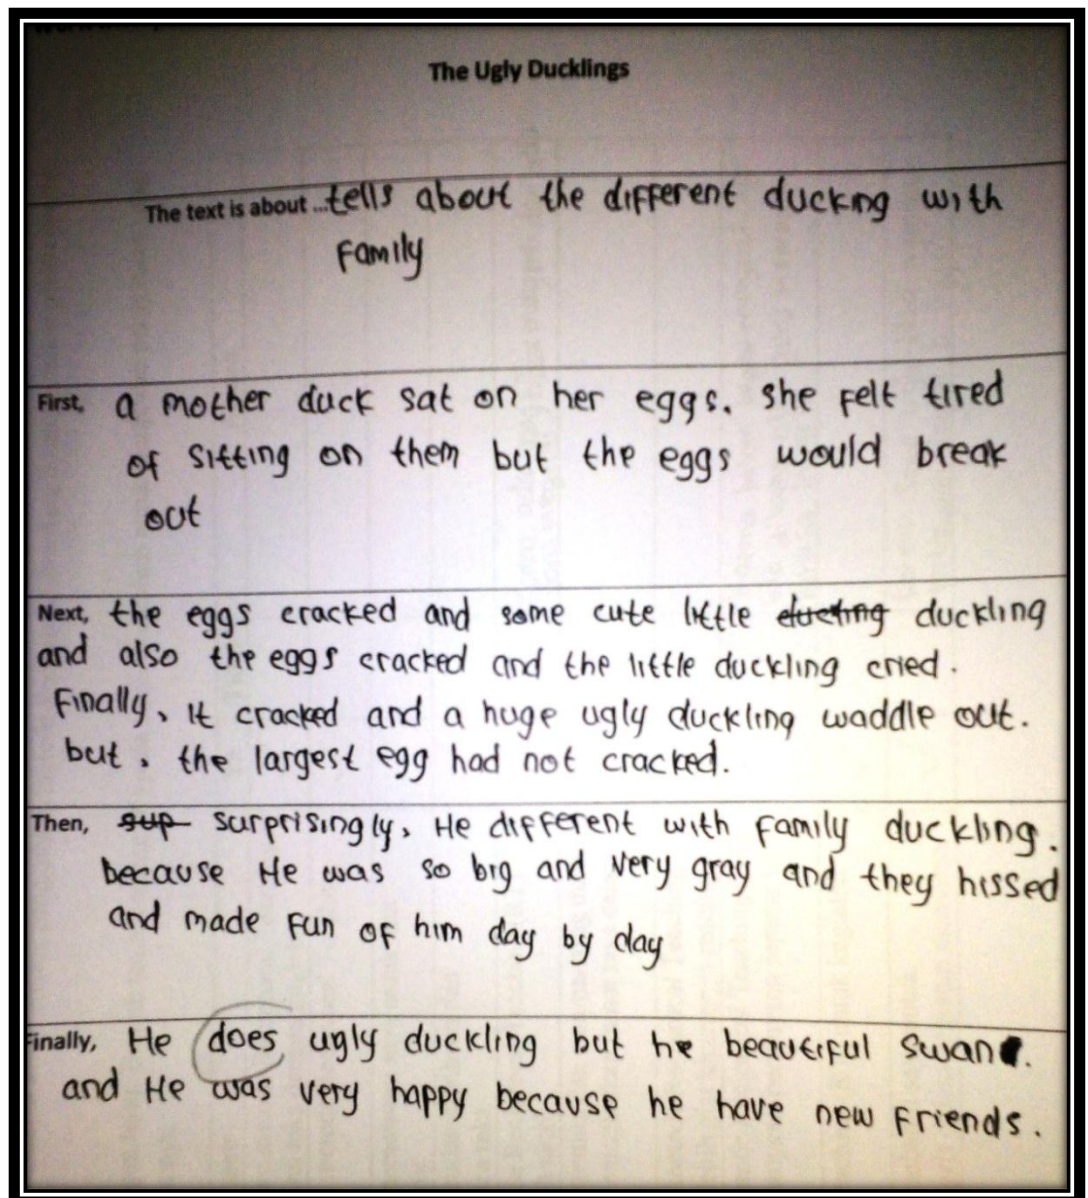 The Ugly Ducklings
The text is about ...tells about the different ducking with
family
First, a mother duck sat on her eggs. she felt tired
of sitting on them but the eggs would break
out
Next, the eggs cracked and some cute little ducting duckling
and also the eggs cracked and the little duckling cried.
Finally, it cracked and a huge ugly duckling waddle out.
but, the largest egg had not cracked.
Then, sup surprisingly, He different with family duckling.
because He was so big and very gray and they hissed
and made fun of him day by day
Finally, He does ugly duckling but he beautiful swan.
and He was very happy because he have new friends.